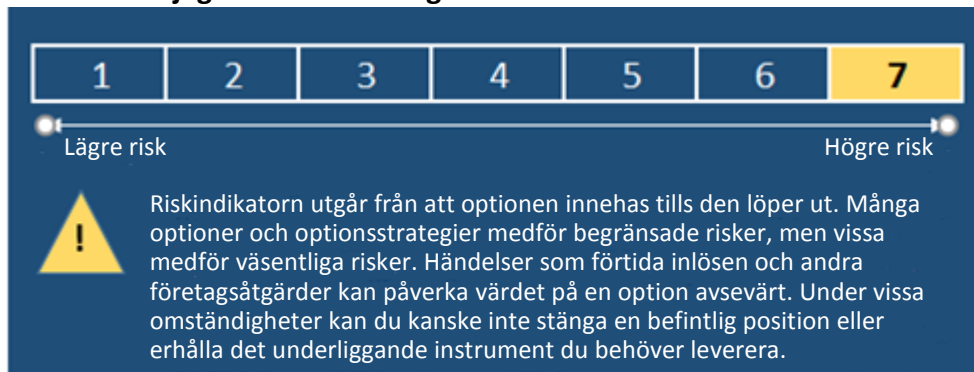 1 2 3 4 5 6 7
Lägre risk Högre risk
Riskindikatorn utgår från att optionen innehas tills den löper ut. Många
! optioner och optionsstrategier medför begränsade risker, men vissa
medför väsentliga risker. Händelser som förtida inlösen och andra
företagsåtgärder kan påverka värdet på en option avsevärt. Under vissa
omständigheter kan du kanske inte stänga en befintlig position eller
erhålla det underliggande instrument du behöver leverera.